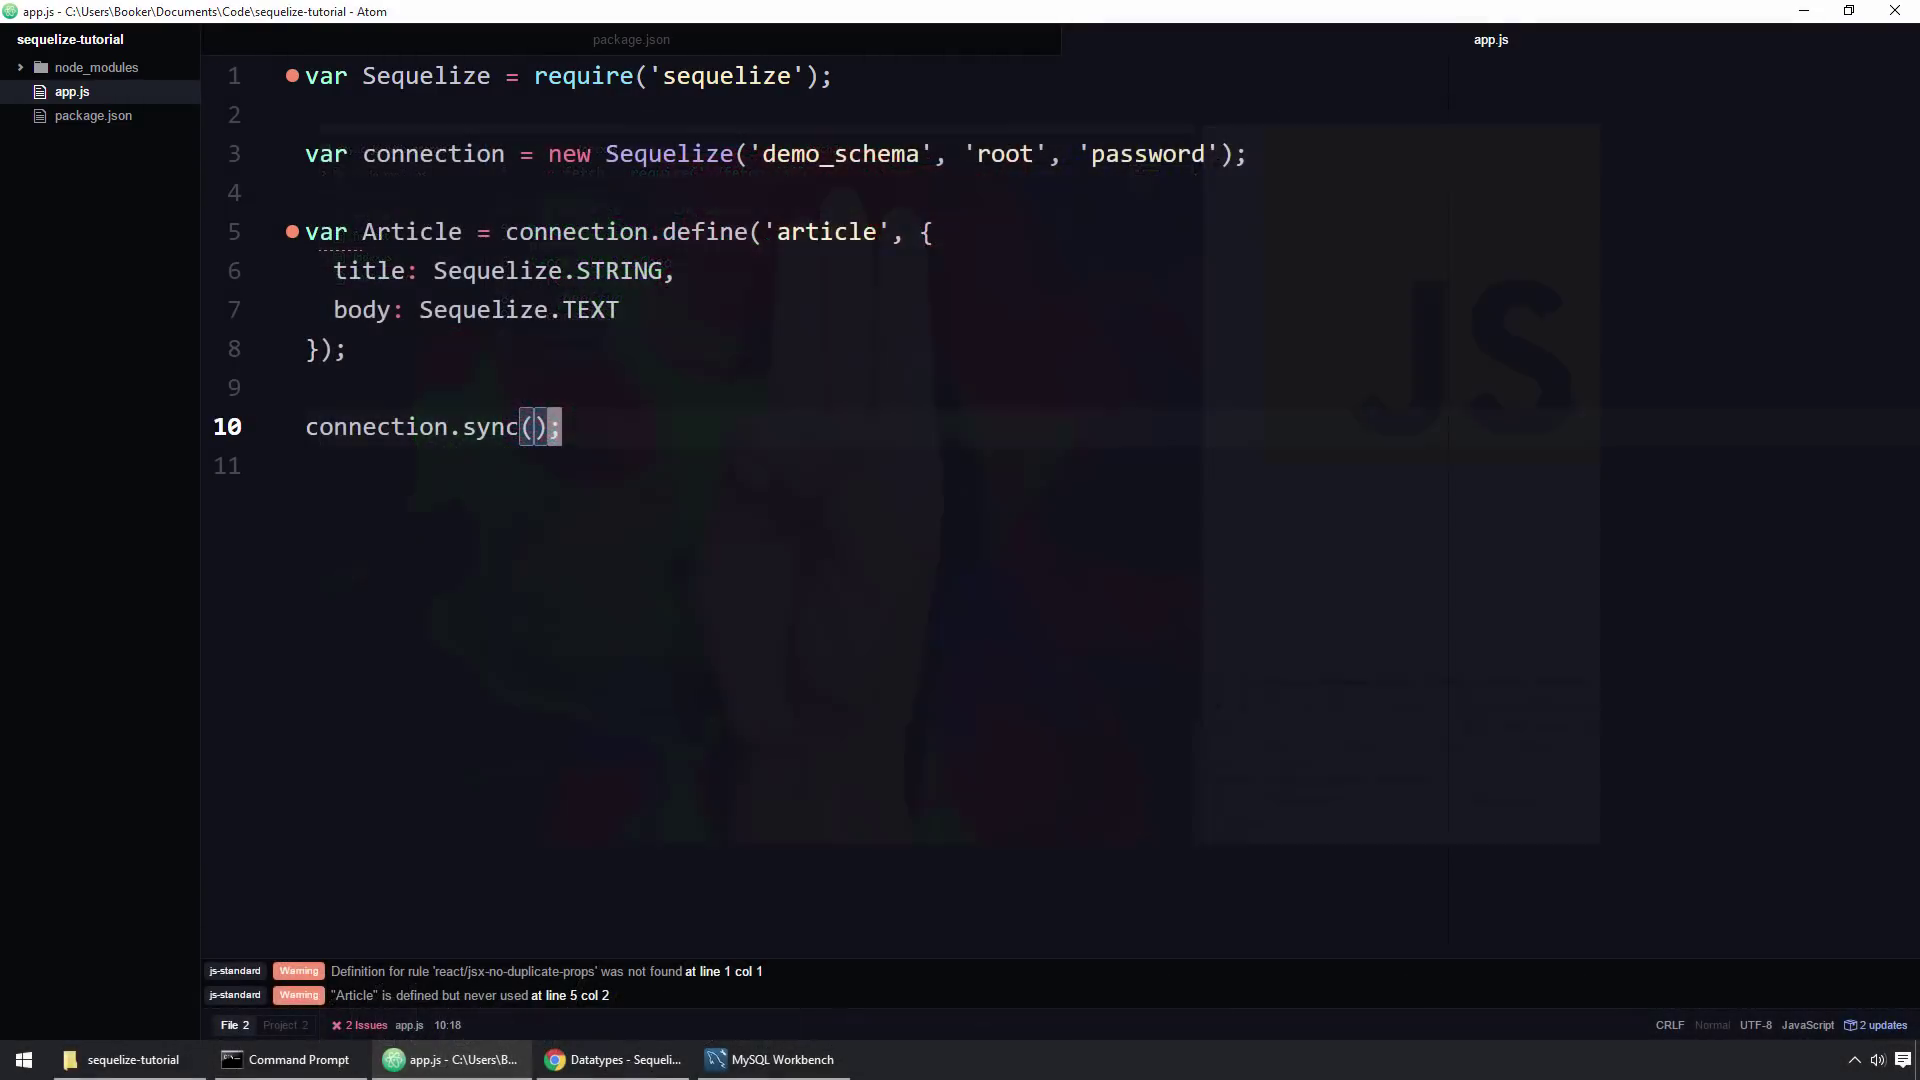 app.js - C:\Users\Booker\Documents\Code\sequelize-tutorial - Atom
sequelize-tutorial
node_modules
app.js
package.json
package.json
app.js
1 var Sequelize = require('sequelize');
2
3 var connection = new Sequelize('demo_schema', 'root', 'password');
4
5 var Article = connection.define('article', {
6 title: Sequelize.STRING,
7 body: Sequelize.TEXT
8 });
9
10 connection.sync();
11
JS
js-standard Warning Definition for rule 'react/jsx-no-duplicate-props' was not found at line 1 col 1
js-standard Warning "Article" is defined but never used at line 5 col 2
File 2 Project 2 2 Issues app.js 10:18 CRLF Normal UTF-8 JavaScript 2 updates
sequelize-tutorial Command Prompt app.js - C:\Users\B... Datatypes - Sequeli... MySQL Workbench